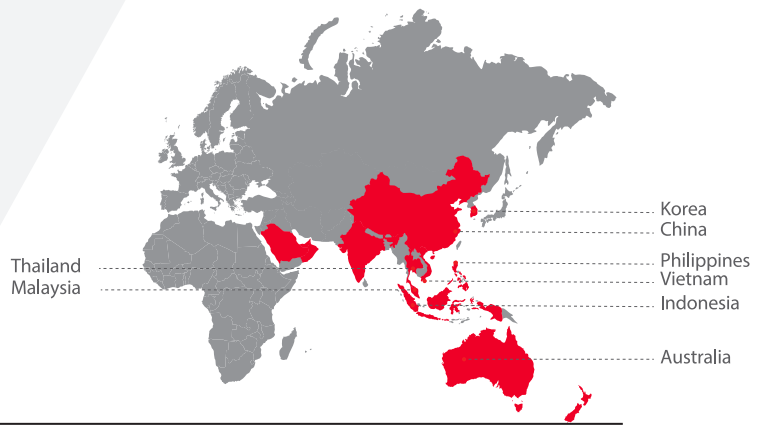 Thailand
Malaysia
Korea
China
Philippines
Vietnam
Indonesia
Australia